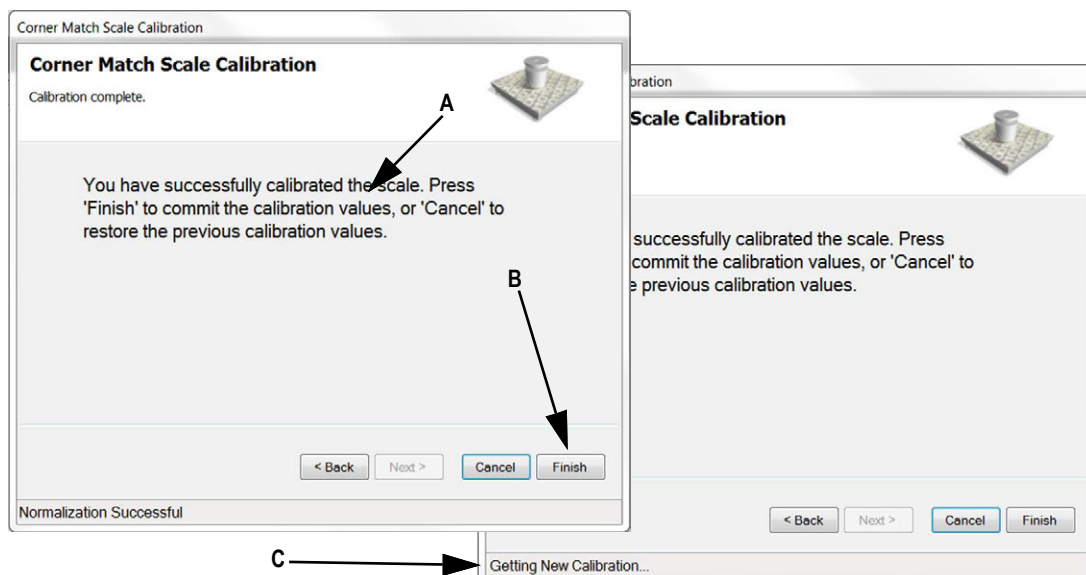 Corner Match Scale Calibration
Corner Match Scale Calibration
Calibration complete.
A
You have successfully calibrated the scale. Press
'Finish' to commit the calibration values, or 'Cancel' to
restore the previous calibration values.
B
< Back Next > Cancel Finish
Normalization Successful
bration
Scale Calibration
successfully calibrated the scale. Press
commit the calibration values, or 'Cancel' to
e previous calibration values.
< Back Next > Cancel Finish
C
Getting New Calibration...